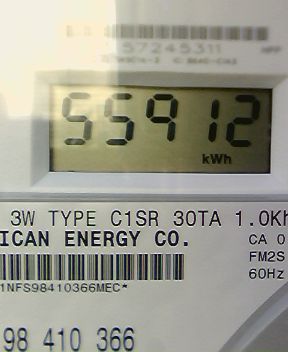 57245311
55912
kWh
3W TYPE C1SR 30TA 1.0Kh
ICAN ENERGY CO.
CA 0
FM2S
60Hz
1NFS98410366MEC*
98 410 366